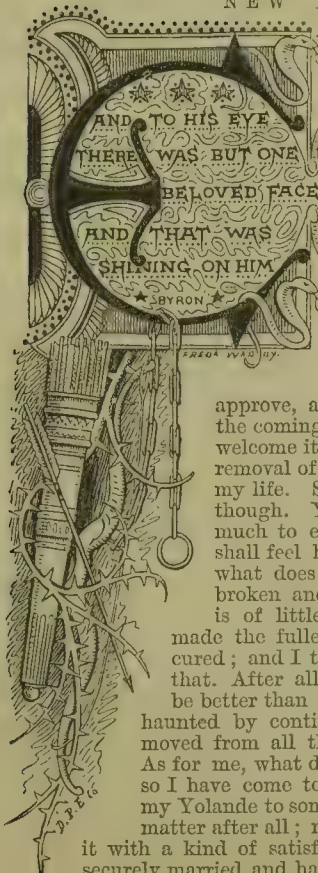 NEW
AND TO HIS EYE
THERE WAS BUT ONE
BELOVED FACE
AND THAT WAS
SHINING ON HIM
BYRON
approve, a
the coming
welcome it
removal of
my life. S
though. Y
much to e
shall feel h
what does
broken and
is of little
made the fulle
cured; and I t
that. After all
be better than
haunted by conti
moved from all th
As for me, what d
so I have come to
my Yolande to som
matter after all;
it with a kind of satisf
securely married and ha